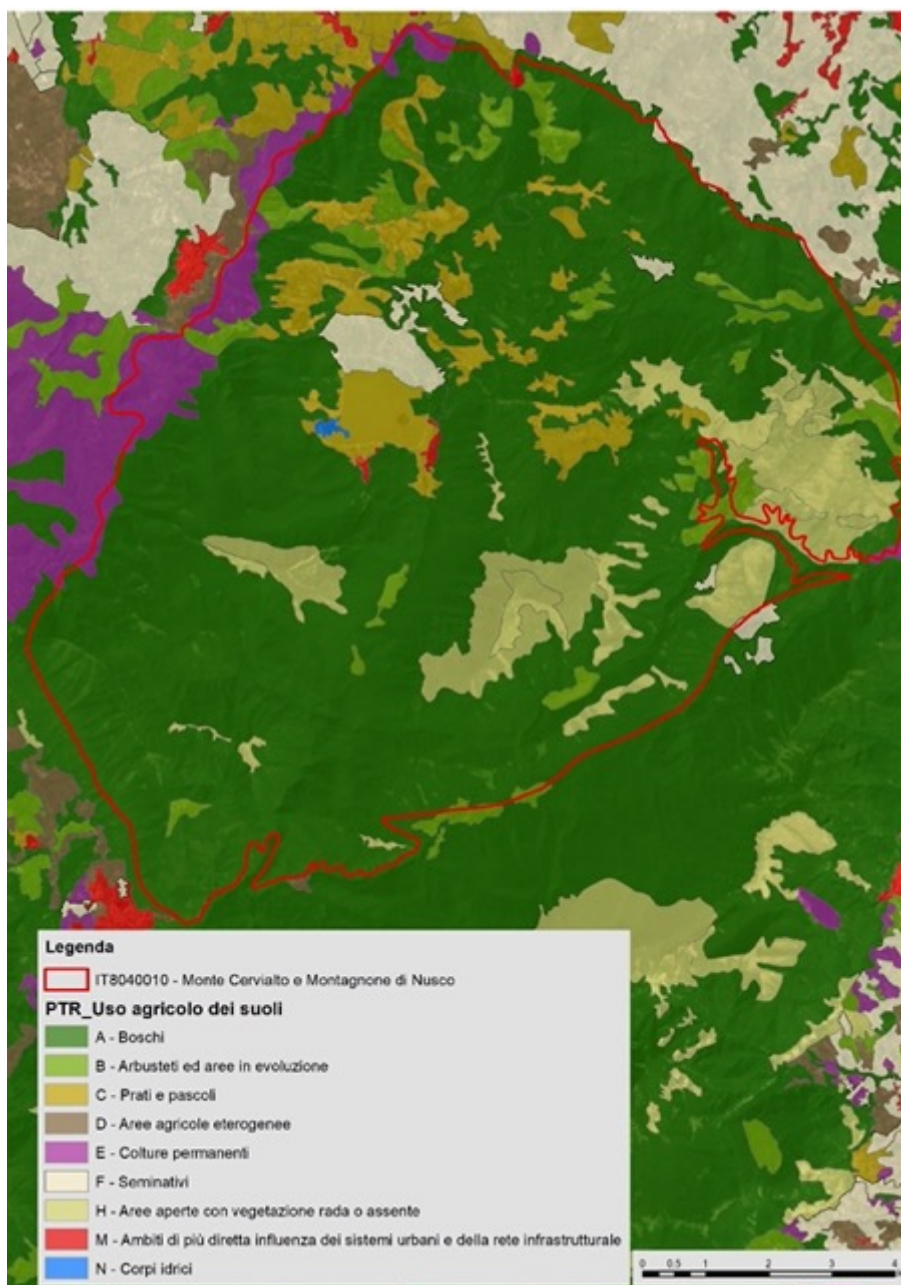 Legenda
IT8040010 - Monte Cervialto e Montagnone di Nusco
PTR_Uso agricolo dei suoli
A - Boschi
B - Arbusteti ed aree in evoluzione
C - Prati e pascoli
D - Aree agricole eterogenee
E - Colture permanenti
F - Seminativi
H - Aree aperte con vegetazione rada o assente
M - Ambiti di più diretta influenza dei sistemi urbani e della rete infrastrutturale
N - Corpi idrici
0 0.5 1 2 3 4